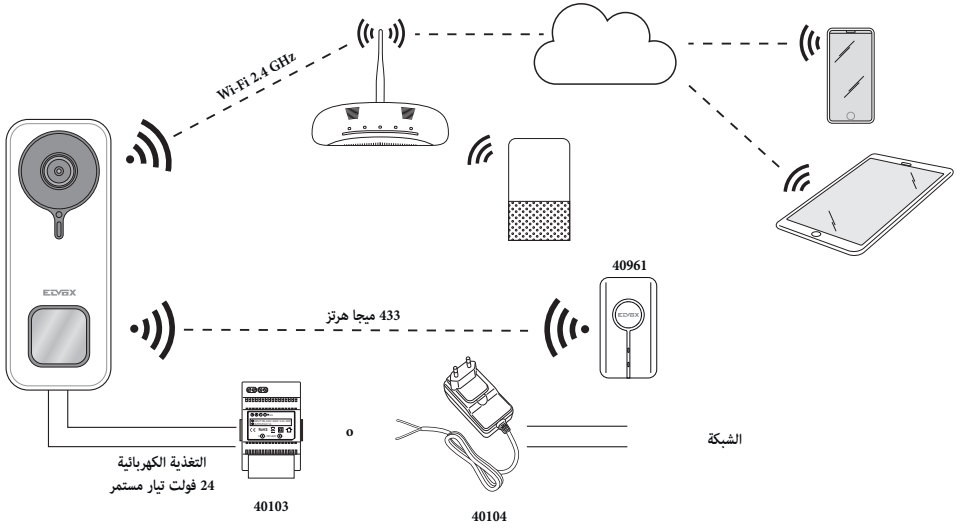 Wi-Fi 2.4 GHz
ELVOX
40961
ELVOX
433 ميجا هرتز
o
الشبكة
التغذية الكهربائية
24 فولت تيار مستمر
40103
40104